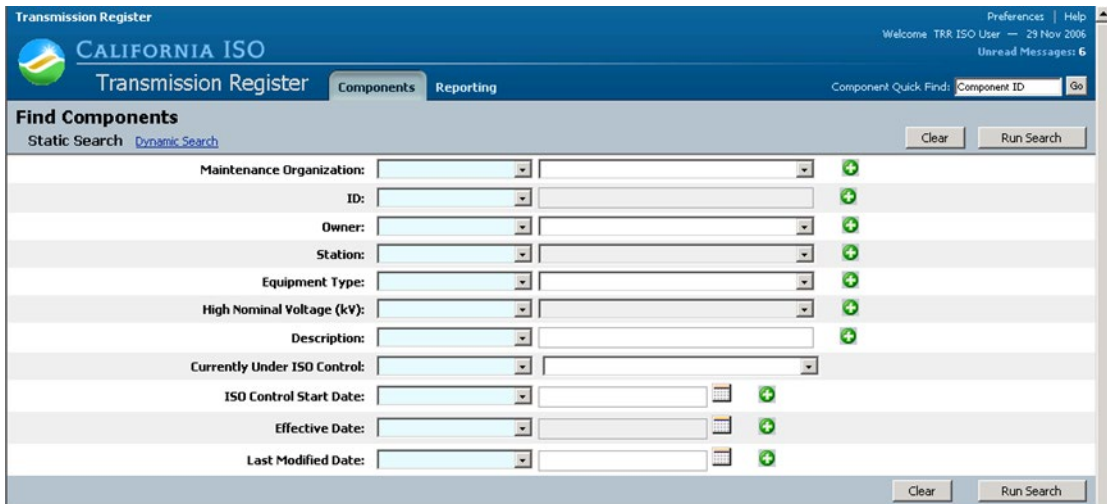 Transmission Register
Preferences | Help
Welcome TRR ISO User — 29 Nov 2006
Unread Messages: 6
CALIFORNIA ISO
Transmission Register
Components
Reporting
Component Quick Find: Component ID Go
Find Components
Static Search Dynamic Search
Clear Run Search
Maintenance Organization:
ID:
Owner:
Station:
Equipment Type:
High Nominal Voltage (kV):
Description:
Currently Under ISO Control:
ISO Control Start Date:
Effective Date:
Last Modified Date:
Clear Run Search